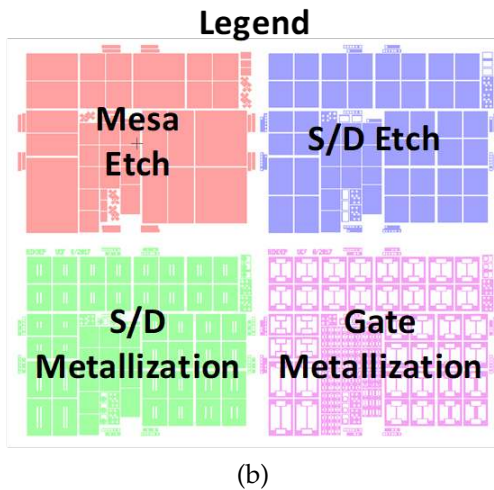 Legend
Mesa
Etch
S/D Etch
S/D
Metallization
Gate
Metallization
(b)